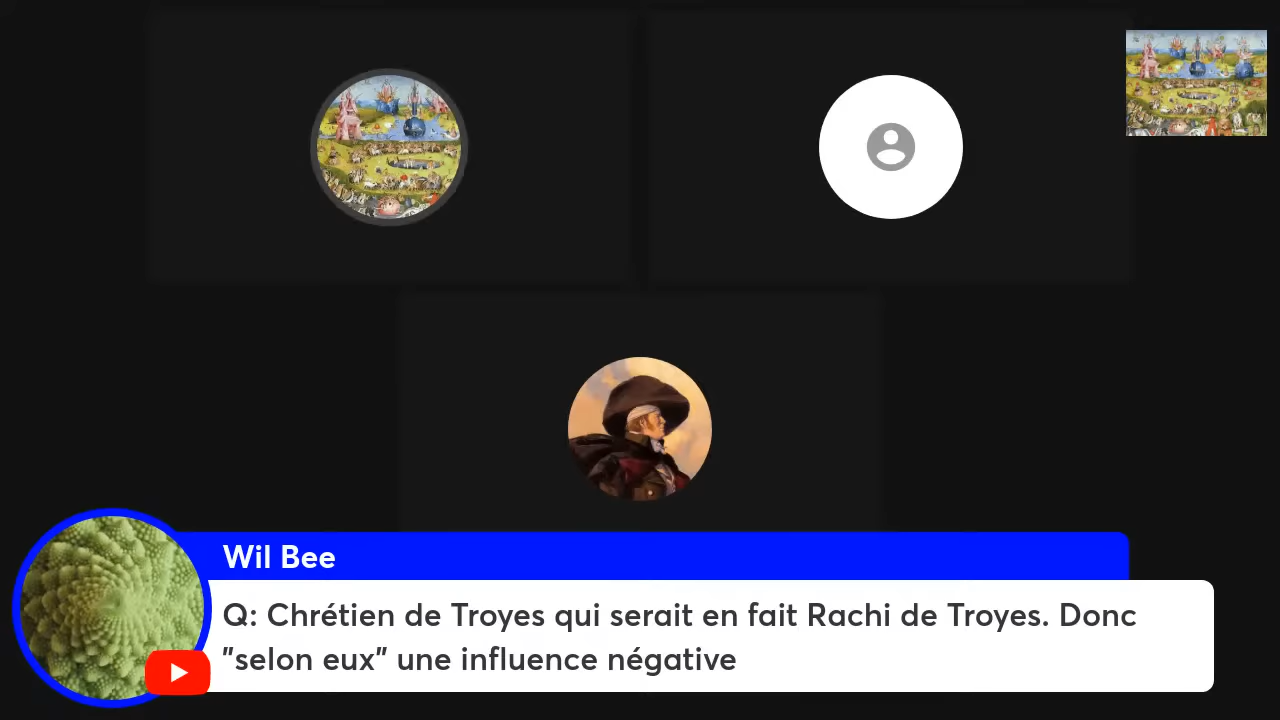 Wil Bee
Q: Chrétien de Troyes qui serait en fait Rachi de Troyes. Donc
"selon eux" une influence négative